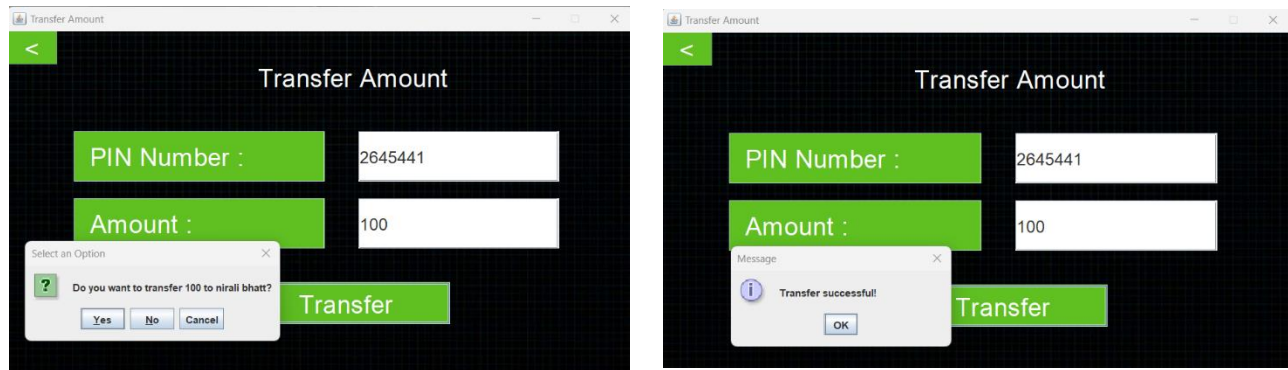 Transfer Amount
<
Transfer Amount
PIN Number :
2645441
Amount :
100
Select an Option
?
Do you want to transfer 100 to nirali bhatt?
Yes
No
Cancel
Transfer
Transfer Amount
<
Transfer Amount
PIN Number :
2645441
Amount :
100
Message
i
Transfer successful!
OK
Transfer